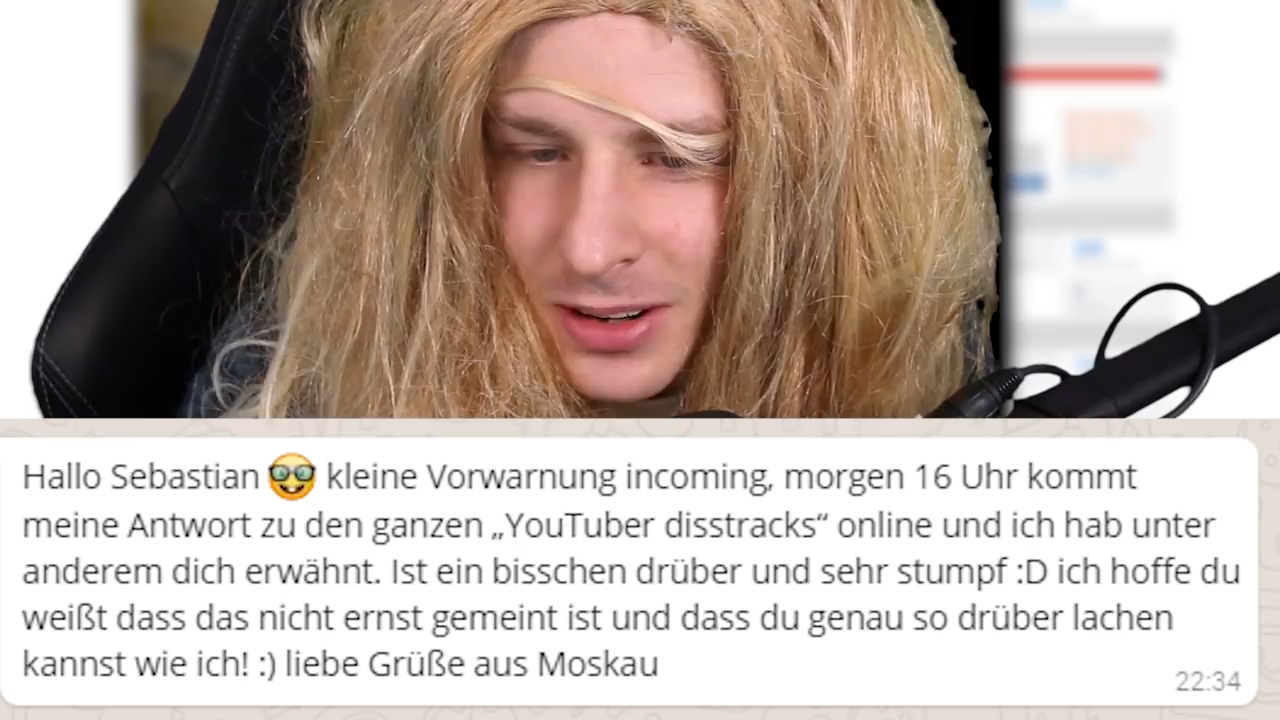 Hallo Sebastian 🤓 kleine Vorwarnung incoming, morgen 16 Uhr kommt
meine Antwort zu den ganzen „YouTuber disstracks“ online und ich hab unter
anderem dich erwähnt. Ist ein bisschen drüber und sehr stumpf :D ich hoffe du
weißt dass das nicht ernst gemeint ist und dass du genau so drüber lachen
kannst wie ich! :) liebe Grüße aus Moskau
22:34